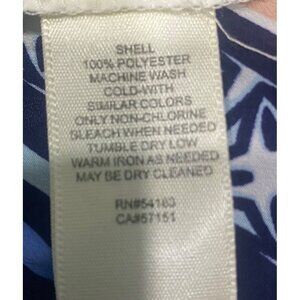 SHELL
100% POLYESTER
MACHINE WASH
COLD-WITH
SIMILAR COLORS
ONLY NON-CHLORINE
BLEACH WHEN NEEDED
TUMBLE DRY LOW
WARM IRON AS NEEDED
MAY BE DRY CLEANED
RN#54163
CA#57151